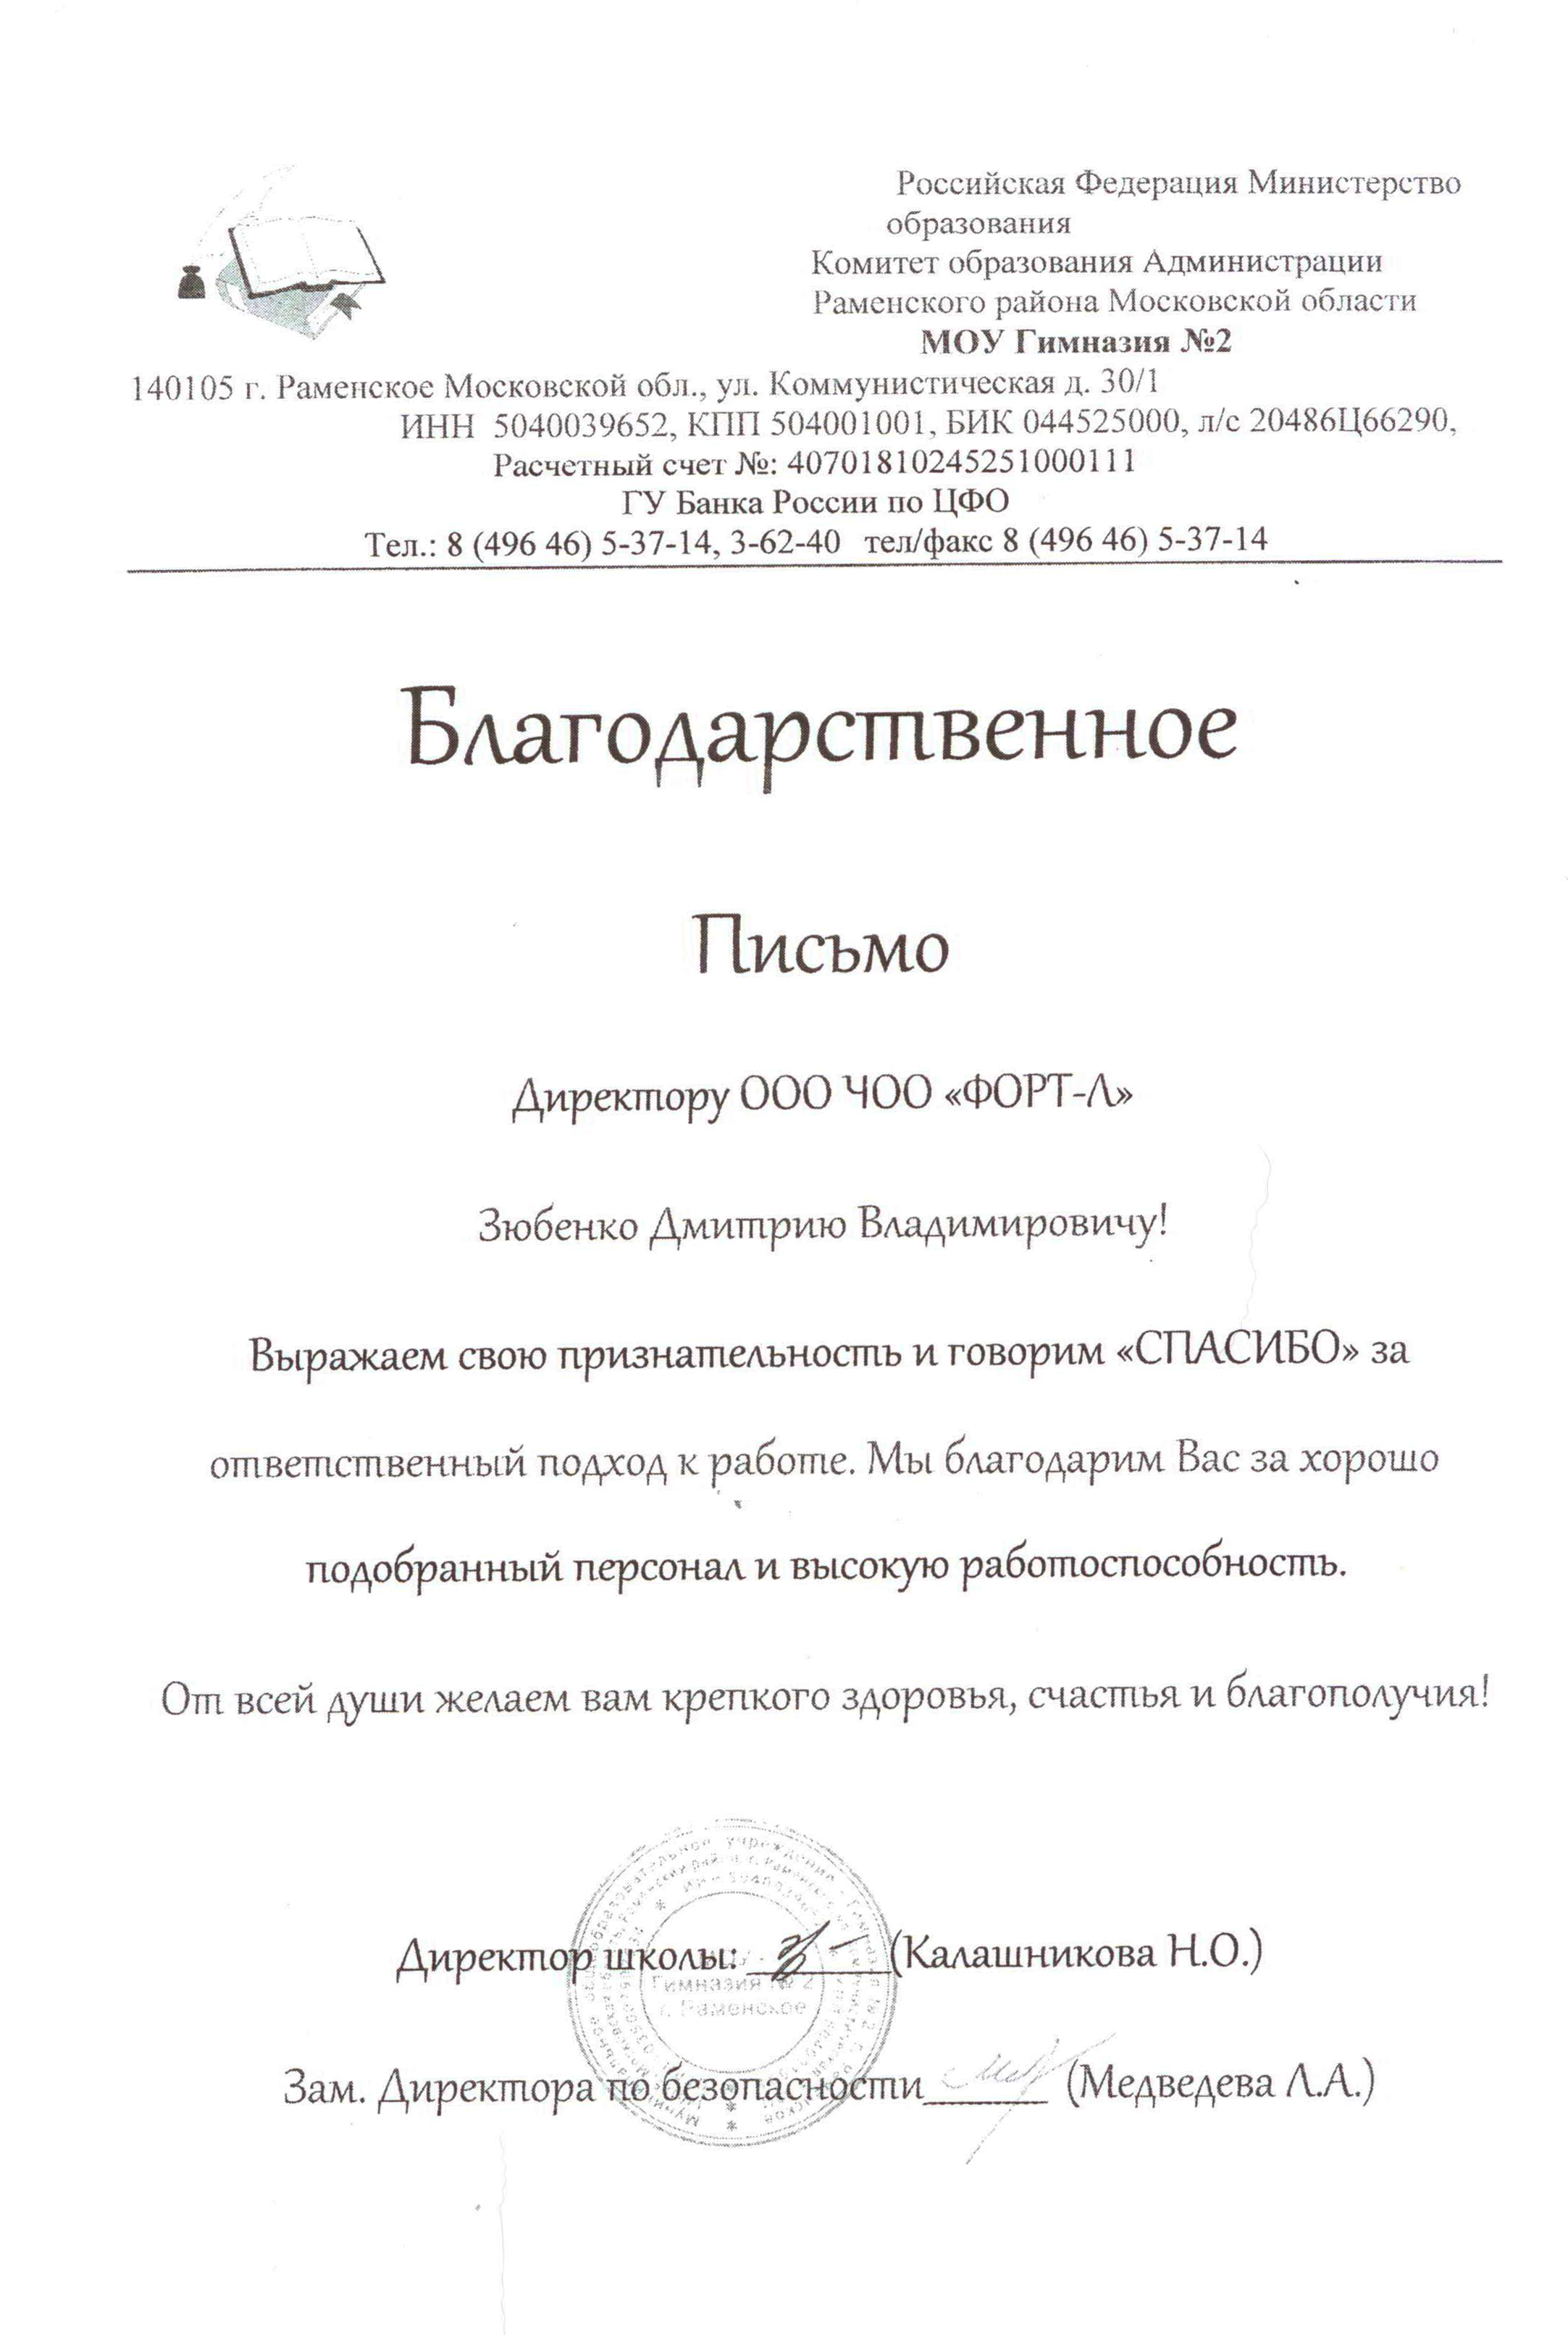 Российская Федерация Министерство
образования
Комитет образования Администрации
Раменского района Московской области
МОУ Гимназия №2
140105 г. Раменское Московской обл., ул. Коммунистическая д. 30/1
ИНН 5040039652, КПП 504001001, БИК 044525000, л/с 20486Ц66290,
Расчетный счет №: 40701810245251000111
ГУ Банка России по ЦФО
Тел.: 8 (496 46) 5-37-14, 3-62-40 тел/факс 8 (496 46) 5-37-14
Благодарственное
Письмо
Директору ООО ЧОО «ФОРТ-Л»
Зюбенко Дмитрию Владимировичу!
Выражаем свою признательность и говорим «СПАСИБО» за
ответственный подход к работе. Мы благодарим Вас за хорошо
подобранный персонал и высокую работоспособность.
От всей души желаем вам крепкого здоровья, счастья и благополучия!
Директор школы: (Калашникова Н.О.)
Гимназия № 2
г. Раменское
Зам. Директора по безопасности______ (Медведева Л.А.)